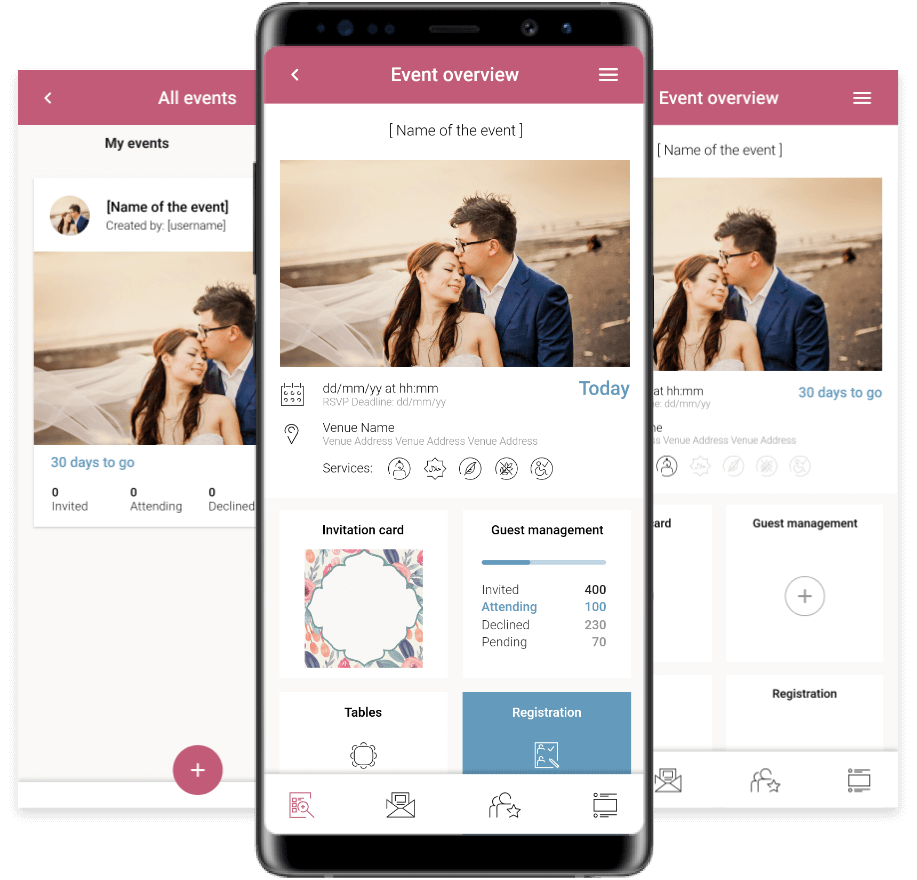 All events
My events
[Name of the event]
Created by: [username]
30 days to go
0 0 0
Invited Attending Declined
Event overview
[ Name of the event ]
dd/mm/yy at hh:mm
Today
RSVP Deadline: dd/mm/yy
Venue Name
Venue Address Venue Address Venue Address
Services:
Invitation card
Guest management
Invited 400
Attending 100
Declined 230
Pending 70
Tables
Registration
Event overview
[ Name of the event ]
at hh:mm
30 days to go
dd/mm/yy
Venue Address Venue Address
Guest management
Registration